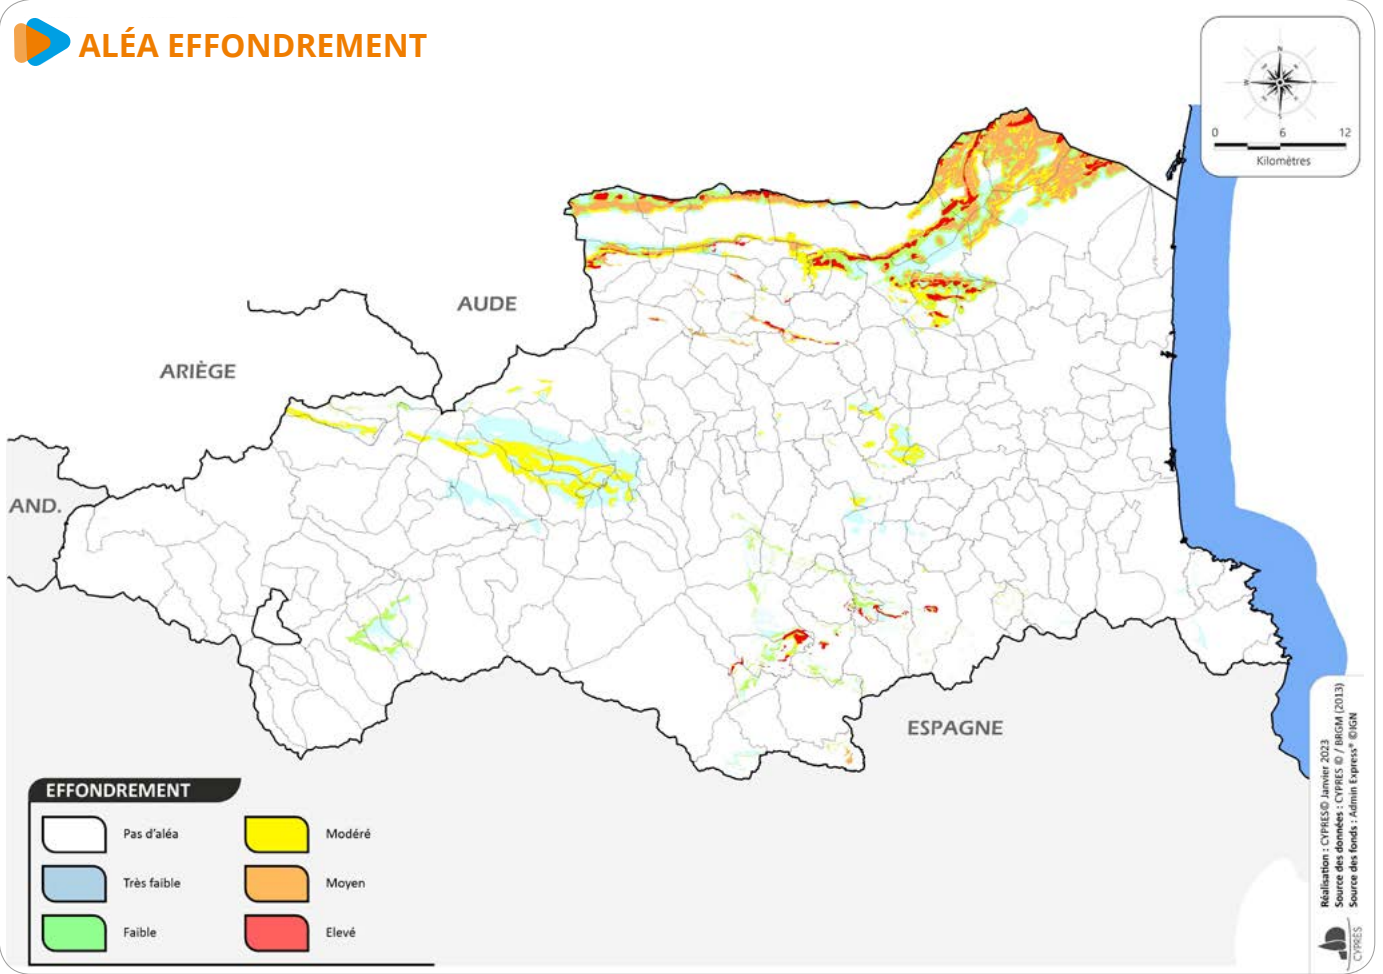 ALÉA EFFONDREMENT
N
0 6 12
Kilomètres
AUDE
ARIÈGE
AND.
ESPAGNE
EFFONDREMENT
Pas d'aléa
Modéré
Très faible
Moyen
Faible
Elevé
Réalisation : CYPRES© Janvier 2023
Source des données : CYPRES © / BRGM (2013)
Source des fonds : Admin Express® ©IGN
CYPRÈS